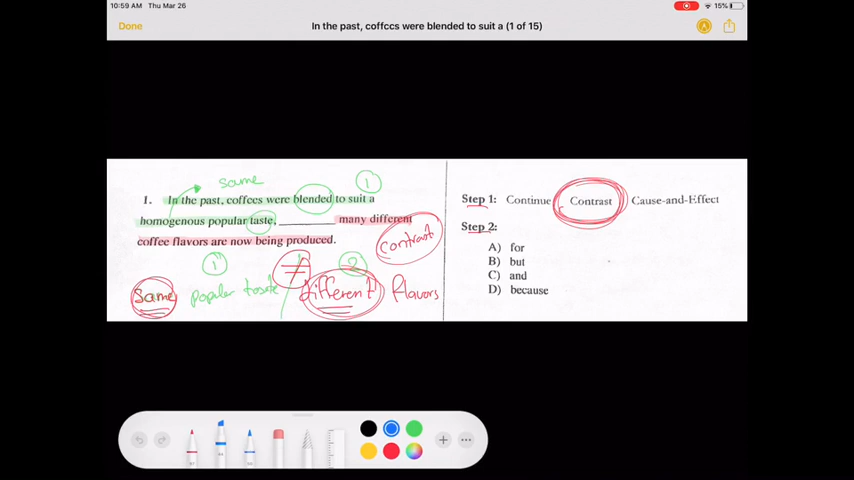 10:59 AM Thu Mar 26
15%
Done
In the past, coffccs were blended to suit a (1 of 15)
same
1
1. In the past, coffees were blended to suit a
homogenous popular taste, ________ many different
coffee flavors are now being produced.
contrast
1
≠
2
Same popular taste different flavors
Step 1: Continue Contrast Cause-and-Effect
Step 2:
A) for
B) but
C) and
D) because